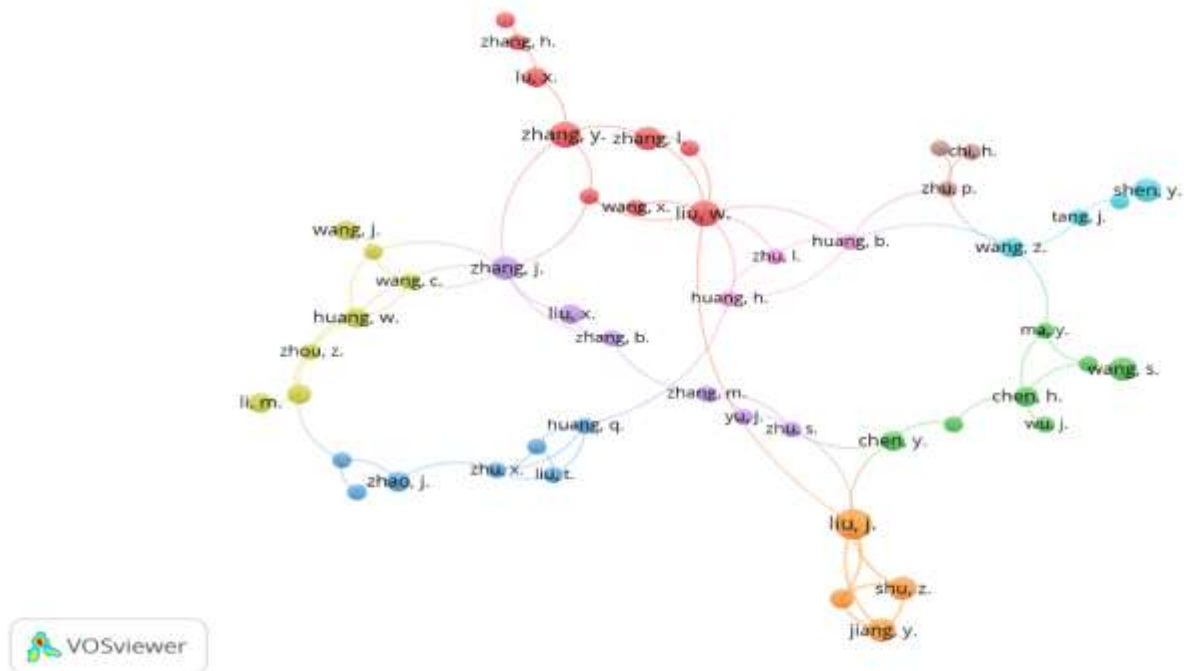 zhang, h.
lu, x.
zhang, y.
zhang, l.
chi, h.
zhu, p.
shen, y.
wang, x.
liu, w.
tang, j.
wang, j.
huang, b.
wang, z.
zhu, l.
zhang, j.
wang, c.
huang, h.
liu, x.
huang, w.
zhang, b.
ma, y.
zhou, z.
wang, s.
zhang, m.
chen, h.
li, m.
yu, j.
wu, j.
huang, q.
zhu, s.
chen, y.
zhu, x.
liu, t.
zhao, j.
liu, j.
shu, z.
jiang, y.
VOSviewer